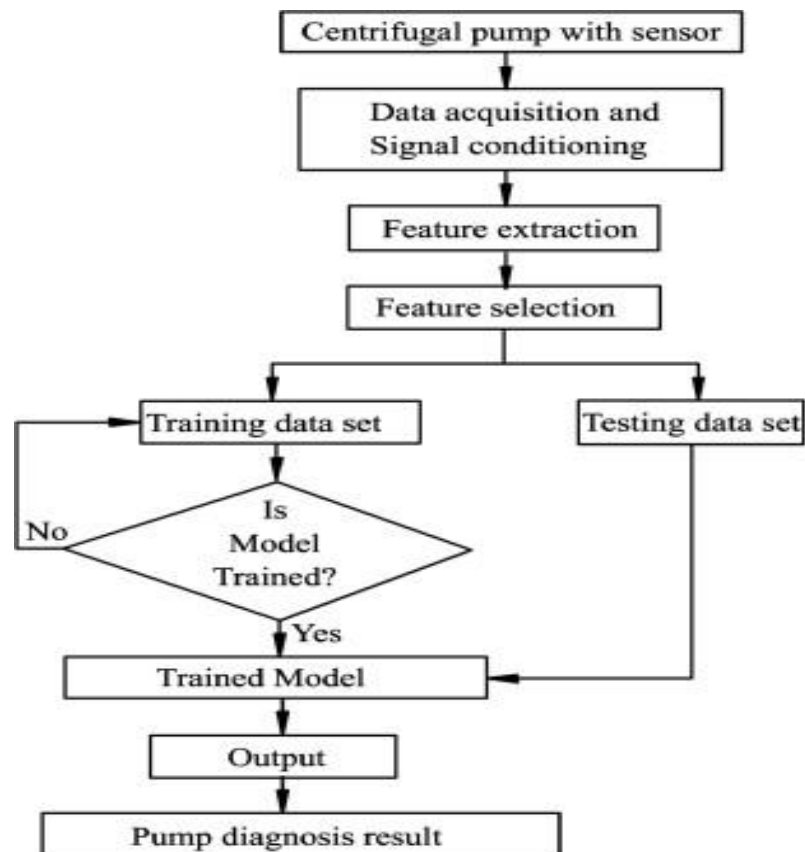 Centrifugal pump with sensor
Data acquisition and
Signal conditioning
Feature extraction
Feature selection
Training data set
Testing data set
No
Is
Model
Trained?
Yes
Trained Model
Output
Pump diagnosis result